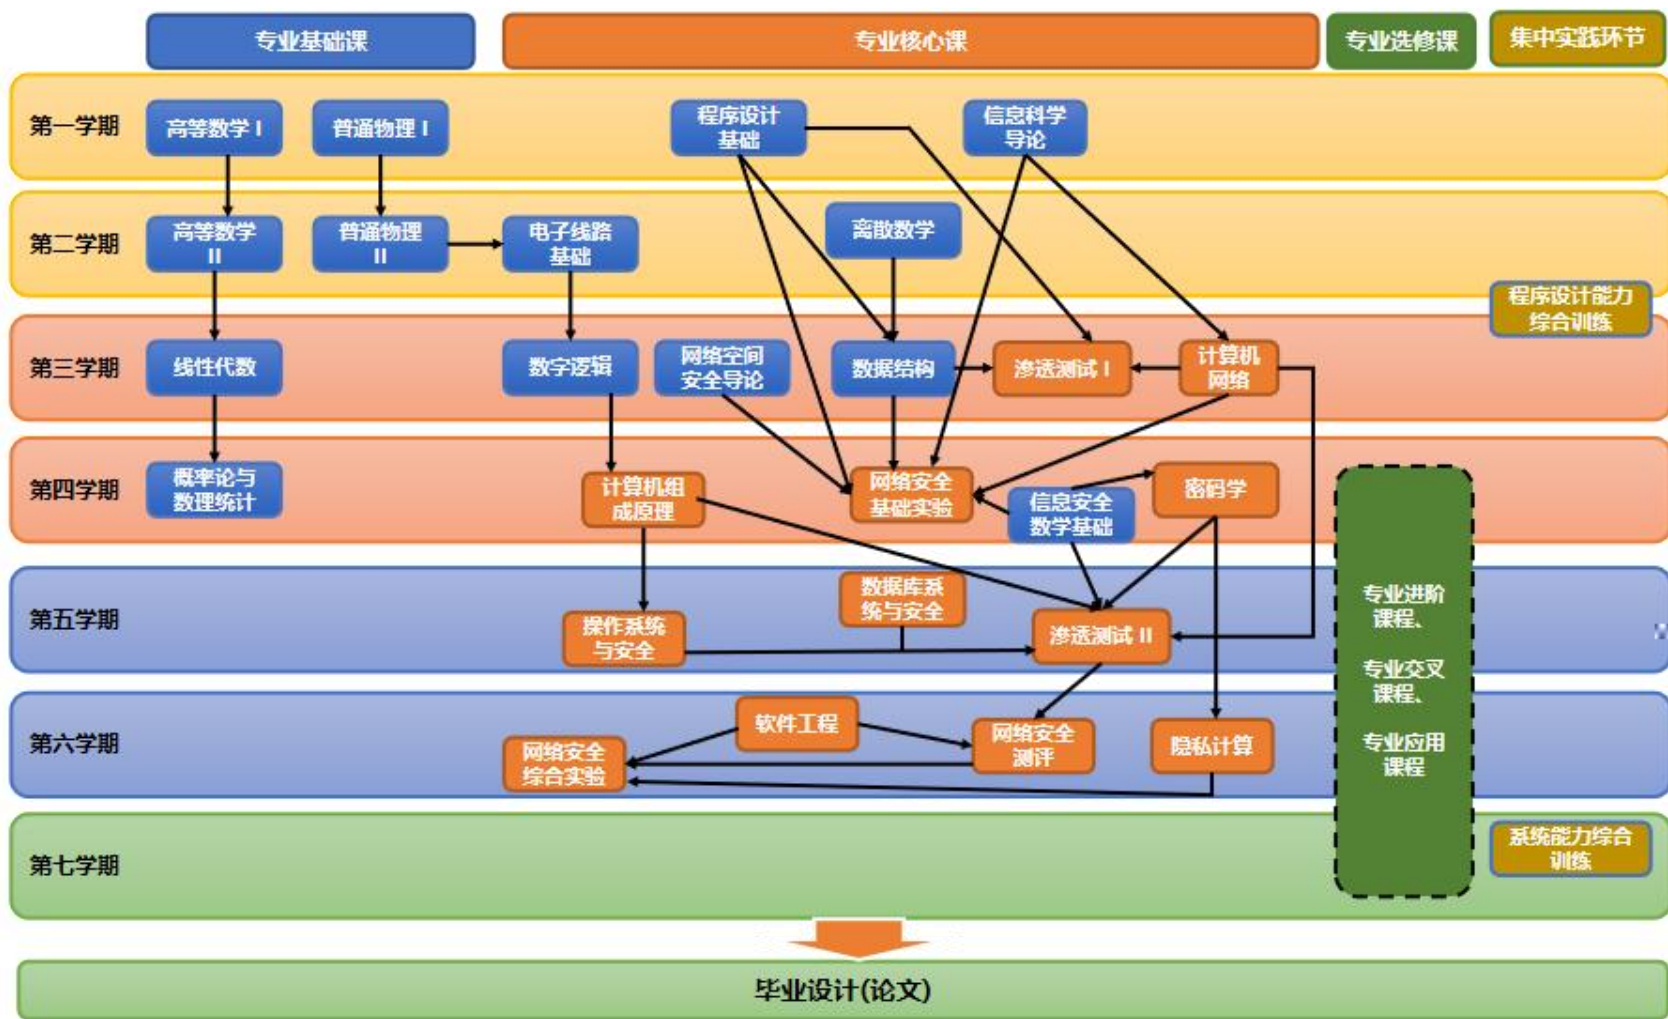 专业基础课
专业核心课
专业选修课
集中实践环节
第一学期
高等数学 I
普通物理 I
程序设计
基础
信息科学
导论
第二学期
高等数学
II
普通物理
II
电子线路
基础
离散数学
程序设计能力
综合训练
第三学期
线性代数
数字逻辑
网络空间
安全导论
数据结构
渗透测试 I
计算机
网络
第四学期
概率论与
数理统计
计算机组
成原理
网络安全
基础实验
信息安全
数学基础
密码学
第五学期
操作系统
与安全
数据库系
统与安全
渗透测试 II
专业进阶
课程、
专业交叉
课程、
专业应用
课程
第六学期
网络安全
综合实验
软件工程
网络安全
测评
隐私计算
第七学期
系统能力综合
训练
毕业设计(论文)